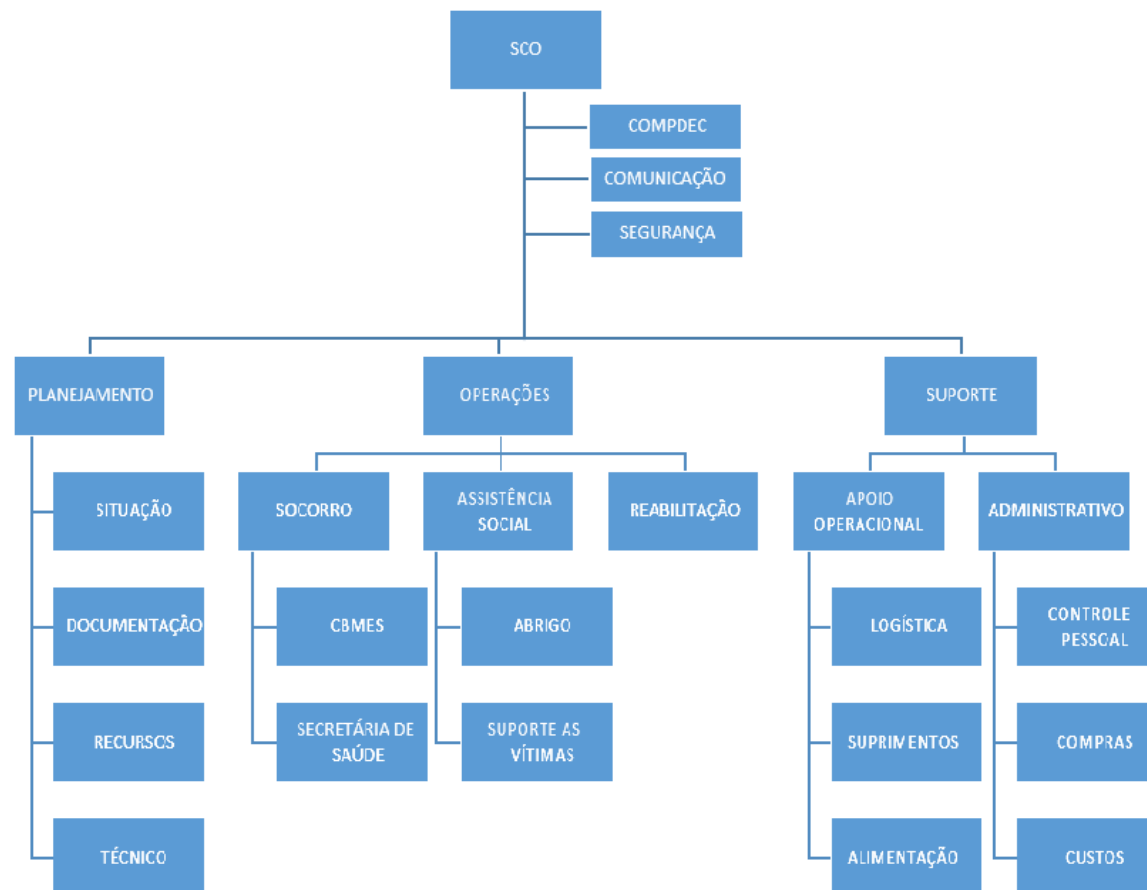 SCO
COMPDEC
COMUNICAÇÃO
SEGURANÇA
PLANEJAMENTO
OPERAÇÕES
SUPORTE
SITUAÇÃO
SOCORRO
ASSISTÊNCIA
SOCIAL
REABILITAÇÃO
APOIO
OPERACIONAL
ADMINISTRATIVO
DOCUMENTAÇÃO
CBMES
ABRIGO
LOGÍSTICA
CONTROLE
PESSOAL
RECURSOS
SECRETÁRIA DE
SAÚDE
SUPORTE AS
VÍTIMAS
SUPRIMENTOS
COMPRAS
TÉCNICO
ALIMENTAÇÃO
CUSTOS